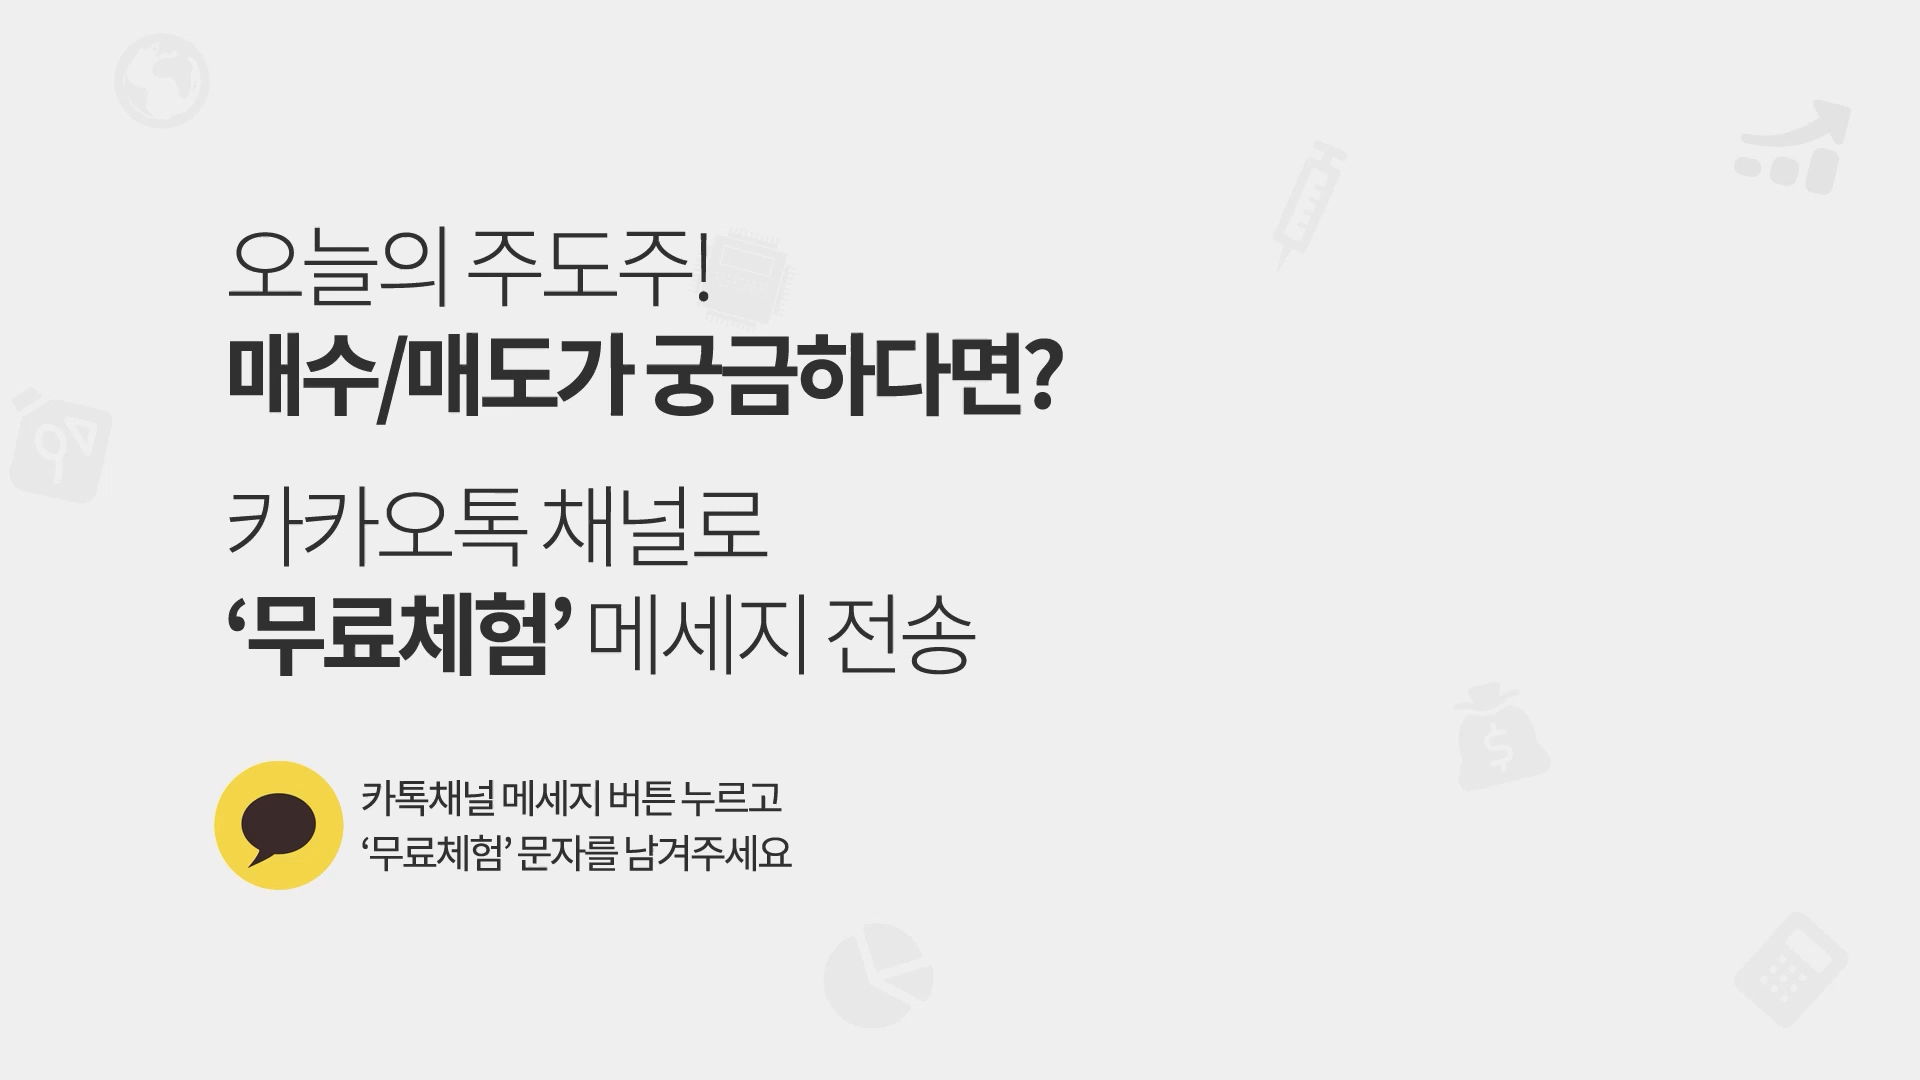 오늘의 주도주!
매수/매도가 궁금하다면?
카카오톡 채널로
‘무료체험’ 메세지 전송
카톡채널 메세지 버튼 누르고
‘무료체험’ 문자를 남겨주세요
$